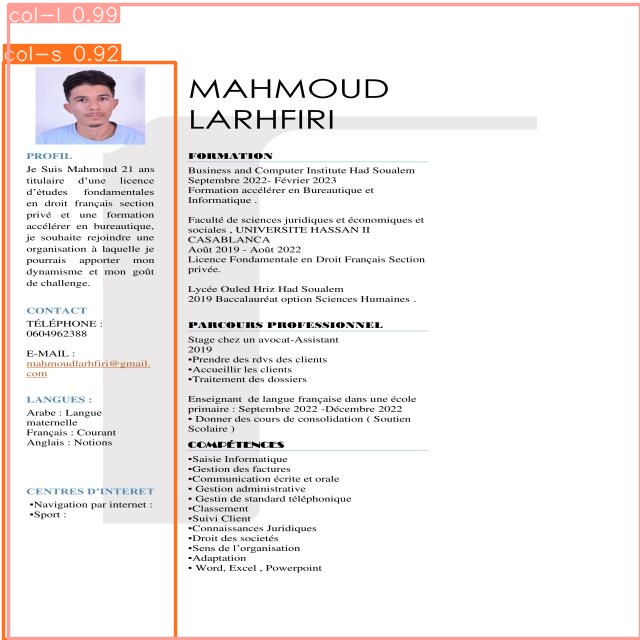 col-l 0.99
col-s 0.92
MAHMOUD
LARHFIRI
PROFIL
Je Suis Mahmoud 21 ans
titulaire d'une licence
d'études fondamentales
en droit français section
privé et une formation
accélérer en bureautique,
je souhaite rejoindre une
organisation à laquelle je
pourrais apporter mon
dynamisme et mon goût
de challenge.
CONTACT
TÉLÉPHONE :
0604962388
E-MAIL :
mahmoudlarhfiri@gmail.
com
LANGUES :
Arabe : Langue
maternelle
Français : Courant
Anglais : Notions
CENTRES D'INTERET
•Navigation par internet :
•Sport :
FORMATION
Business and Computer Institute Had Soualem
Septembre 2022- Février 2023
Formation accélérer en Bureautique et
Informatique .
Faculté de sciences juridiques et économiques et
sociales , UNIVERSITE HASSAN II
CASABLANCA
Août 2019 - Août 2022
Licence Fondamentale en Droit Français Section
privée.
Lycée Ouled Hriz Had Soualem
2019 Baccalauréat option Sciences Humaines .
PARCOURS PROFESSIONNEL
Stage chez un avocat-Assistant
2019
•Prendre des rdvs des clients
•Accueillir les clients
•Traitement des dossiers
Enseignant de langue française dans une école
primaire : Septembre 2022 -Décembre 2022
• Donner des cours de consolidation ( Soutien
Scolaire )
COMPÉTENCES
•Saisie Informatique
•Gestion des factures
•Communication écrite et orale
• Gestion administrative
• Gestin de standard téléphonique
•Classement
•Suivi Client
•Connaissances Juridiques
•Droit des societés
•Sens de l'organisation
•Adaptation
• Word, Excel , Powerpoint